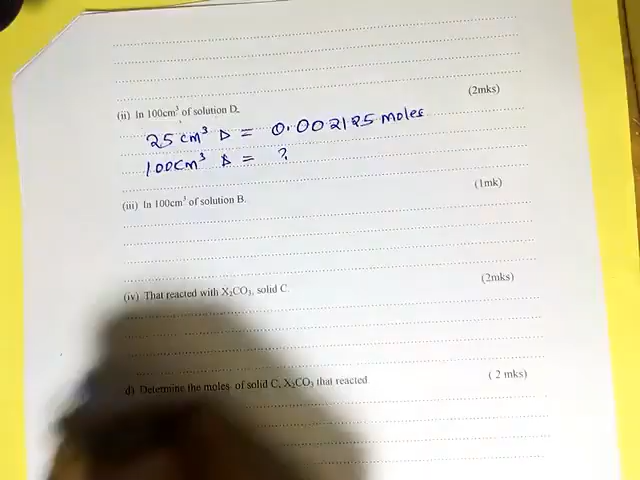 (ii) In 100cm³ of solution D. (2mks)
25 cm³ D = 0.002125 moles
100cm³ D = ?
(iii) In 100cm³ of solution B. (1mk)
(iv) That reacted with X₂CO₃, solid C. (2mks)
d) Determine the moles of solid C, X₂CO₃ that reacted ( 2 mks)